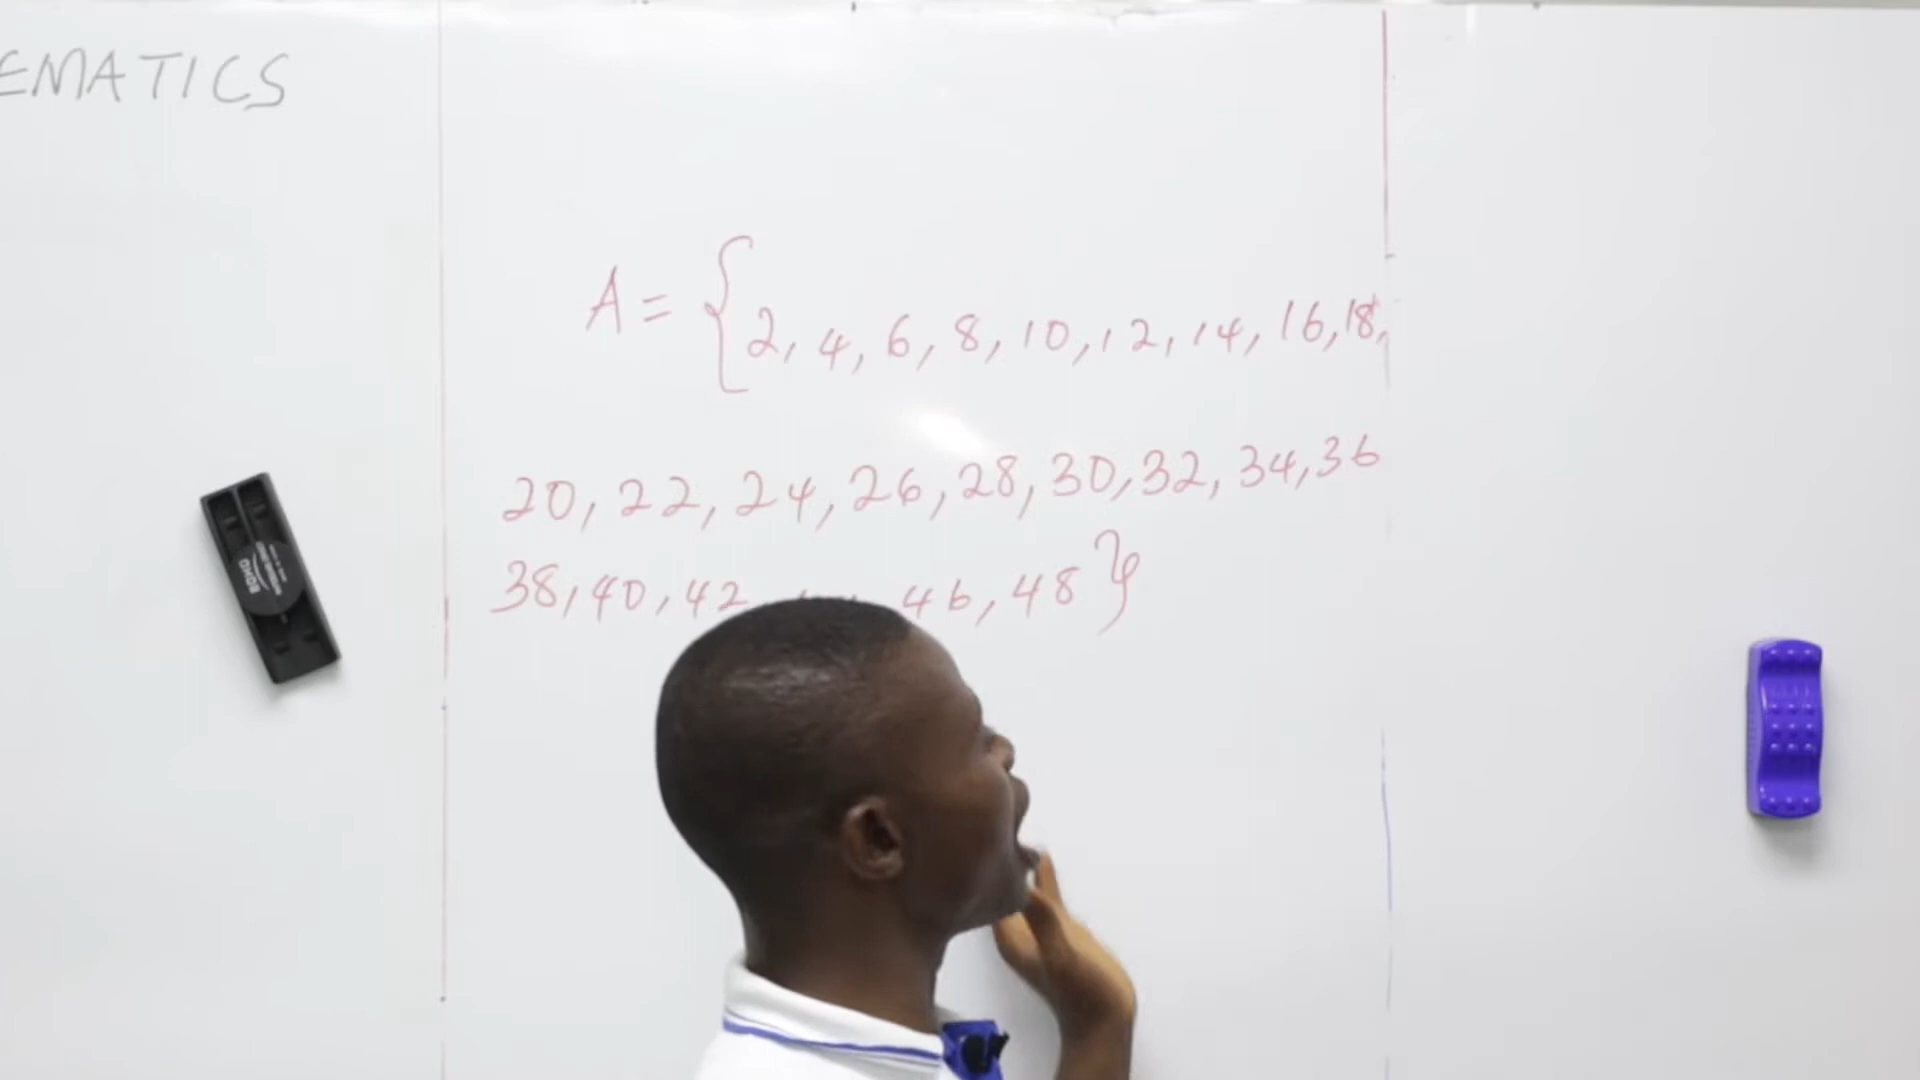 EMATICS
A = {2, 4, 6, 8, 10, 12, 14, 16, 18,
20, 22, 24, 26, 28, 30, 32, 34, 36
38, 40, 42 46, 48}